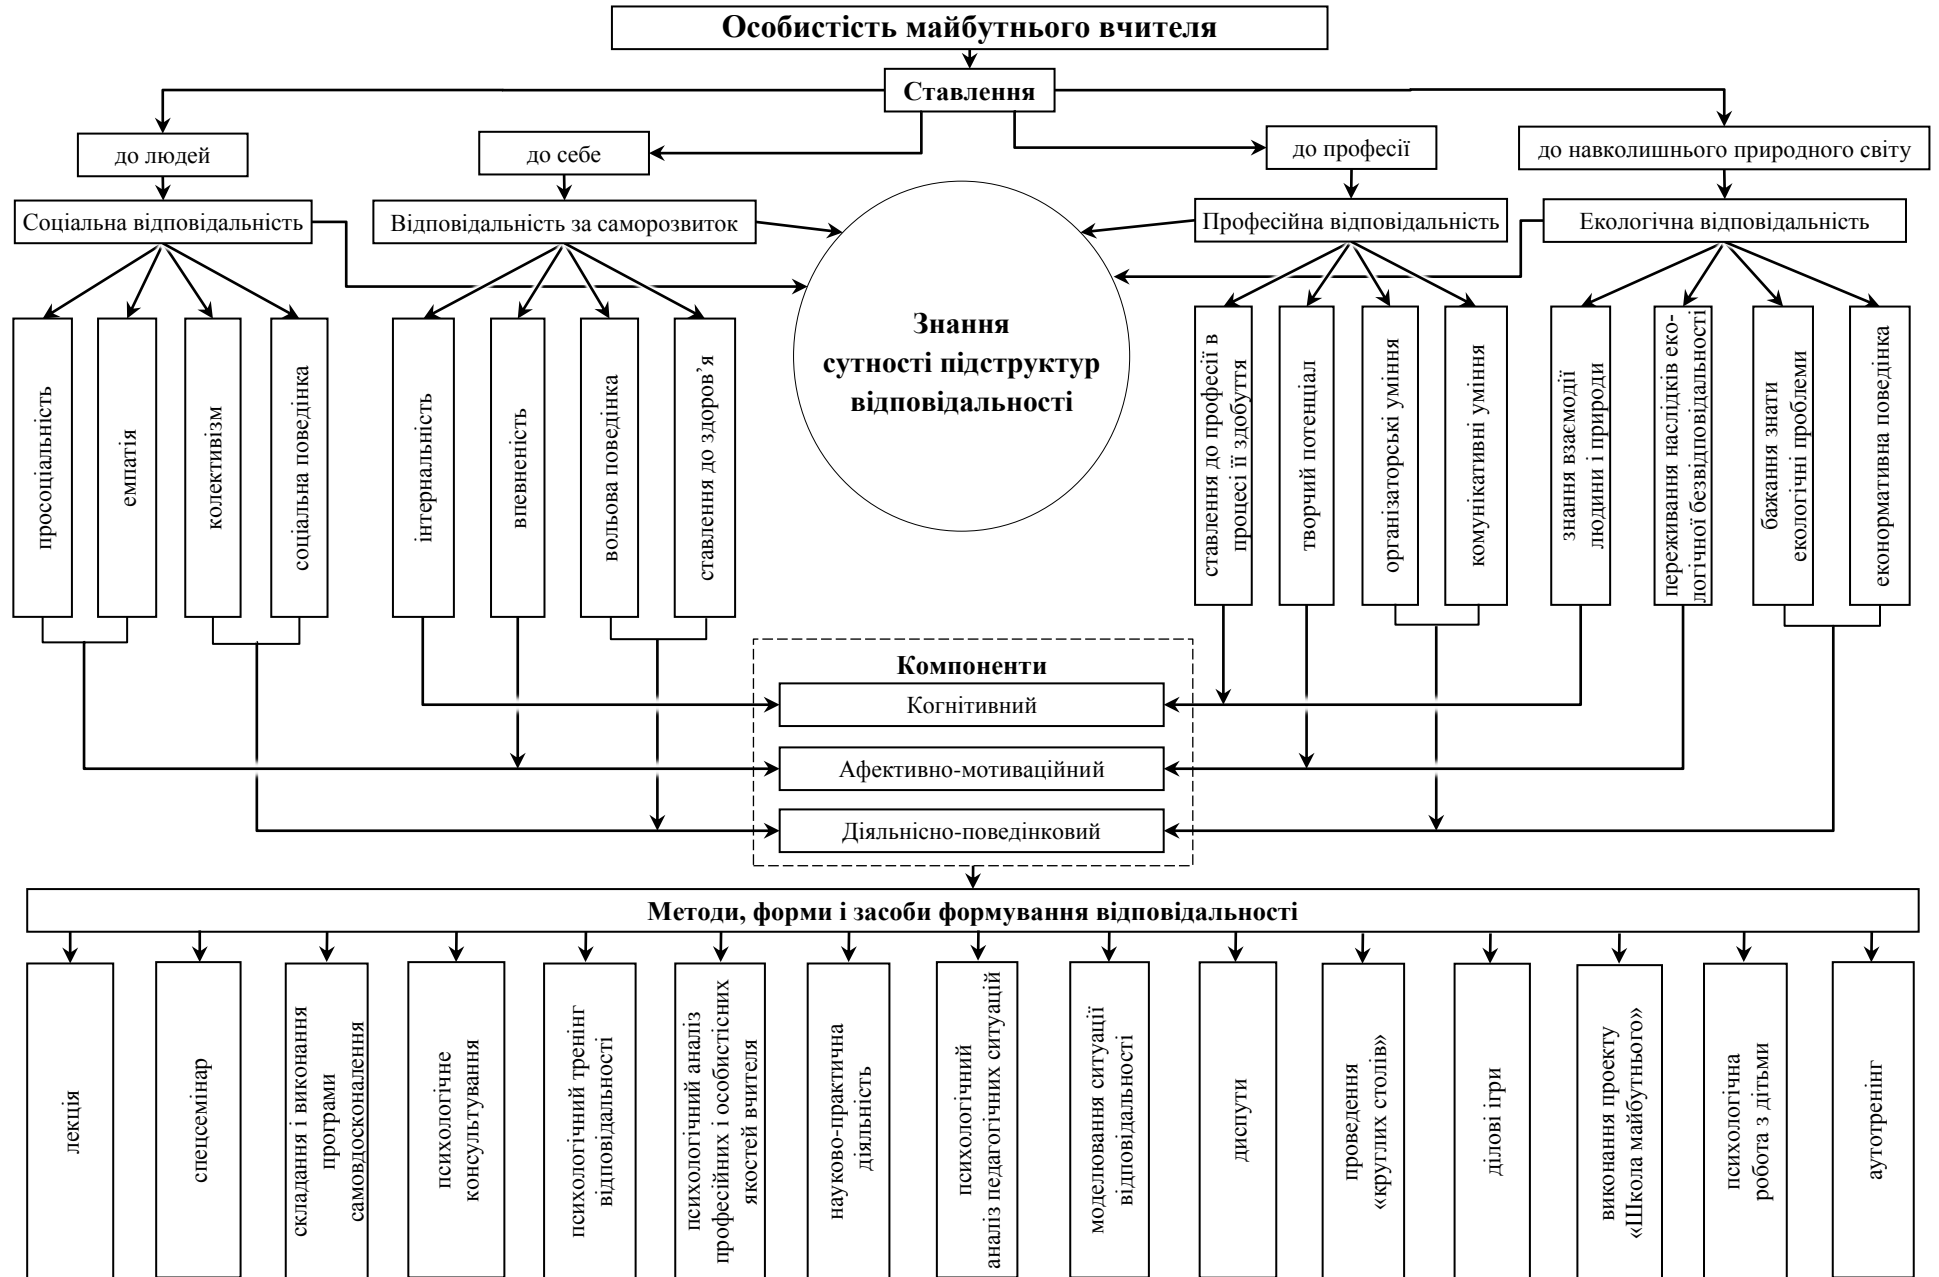 Особистість майбутнього вчителя
Ставлення
до людей
до себе
до професії
до навколишнього природного світу
Соціальна відповідальність
Відповідальність за саморозвиток
Професійна відповідальність
Екологічна відповідальність
просоціальність
емпатія
колективізм
соціальна поведінка
інтернальність
впевненість
вольова поведінка
ставлення до здоров’я
Знання
сутності підструктур
відповідальності
ставлення до професії в
процесі її здобуття
творчий потенціал
організаторські уміння
комунікативні уміння
знання взаємодії
людини і природи
переживання наслідків еко-
логічної безвідповідальності
бажання знати
екологічні проблеми
економативна поведінка
Компоненти
Когнітивний
Афективно-мотиваційний
Діяльнісно-поведінковий
Методи, форми і засоби формування відповідальності
лекція
спецсемінар
складання і виконання
програми
самовдосконалення
психологічне
консультування
психологічний тренінг
відповідальності
психологічний аналіз
професійних і особистісних
якостей вчителя
науково-практична
діяльність
психологічний
аналіз педагогічних ситуацій
моделювання ситуації
відповідальності
диспути
проведення
«круглих столів»
ділові ігри
виконання проекту
«Школа майбутнього»
психологічна
робота з дітьми
аутотренінг